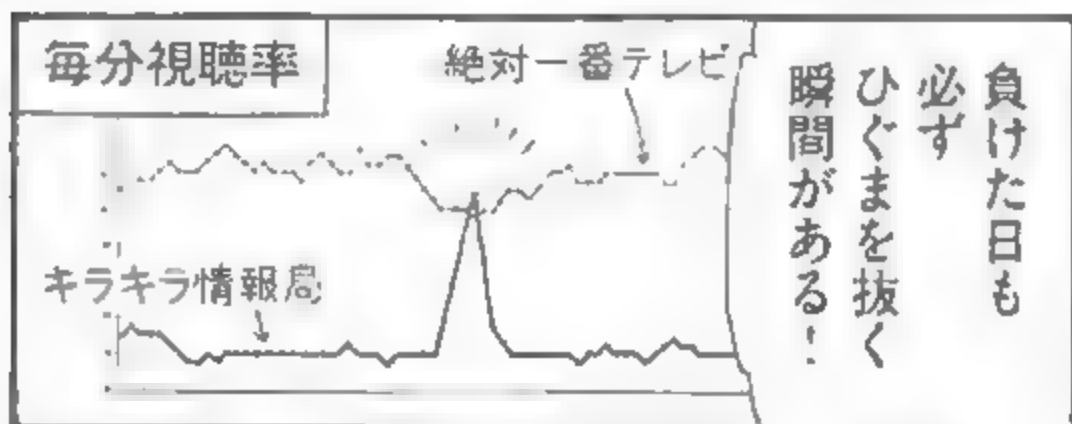 負けた日も
必ず
ひぐまを抜く
瞬間がある!
毎分視聴率
絶対一番テレビ
キラキラ情報局